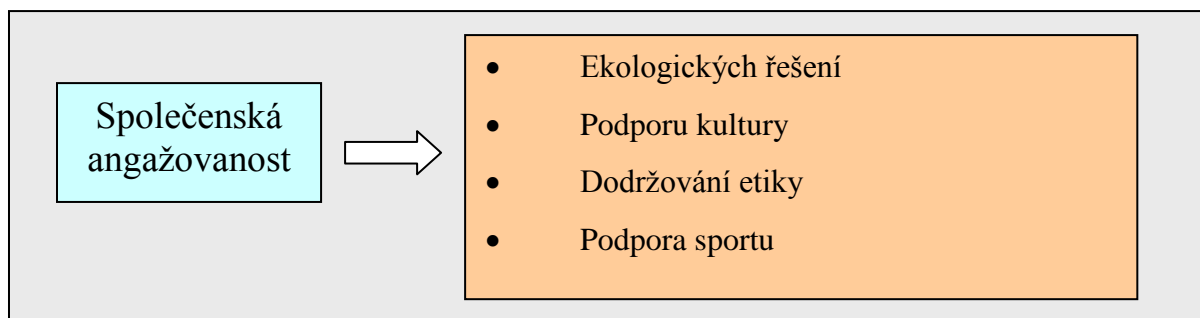 Společenská
angažovanost
• Ekologických řešení
• Podporu kultury
• Dodržování etiky
• Podpora sportu